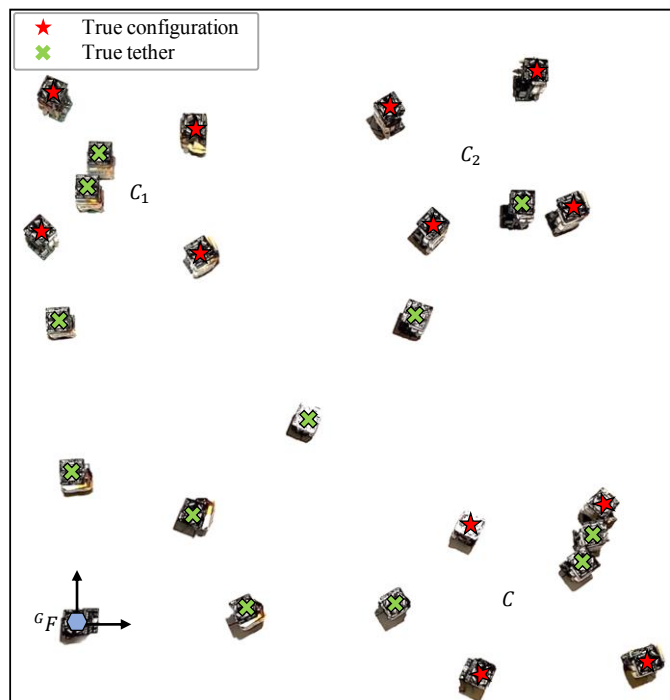 True configuration
True tether
C₁
C₂
ᴳF
C